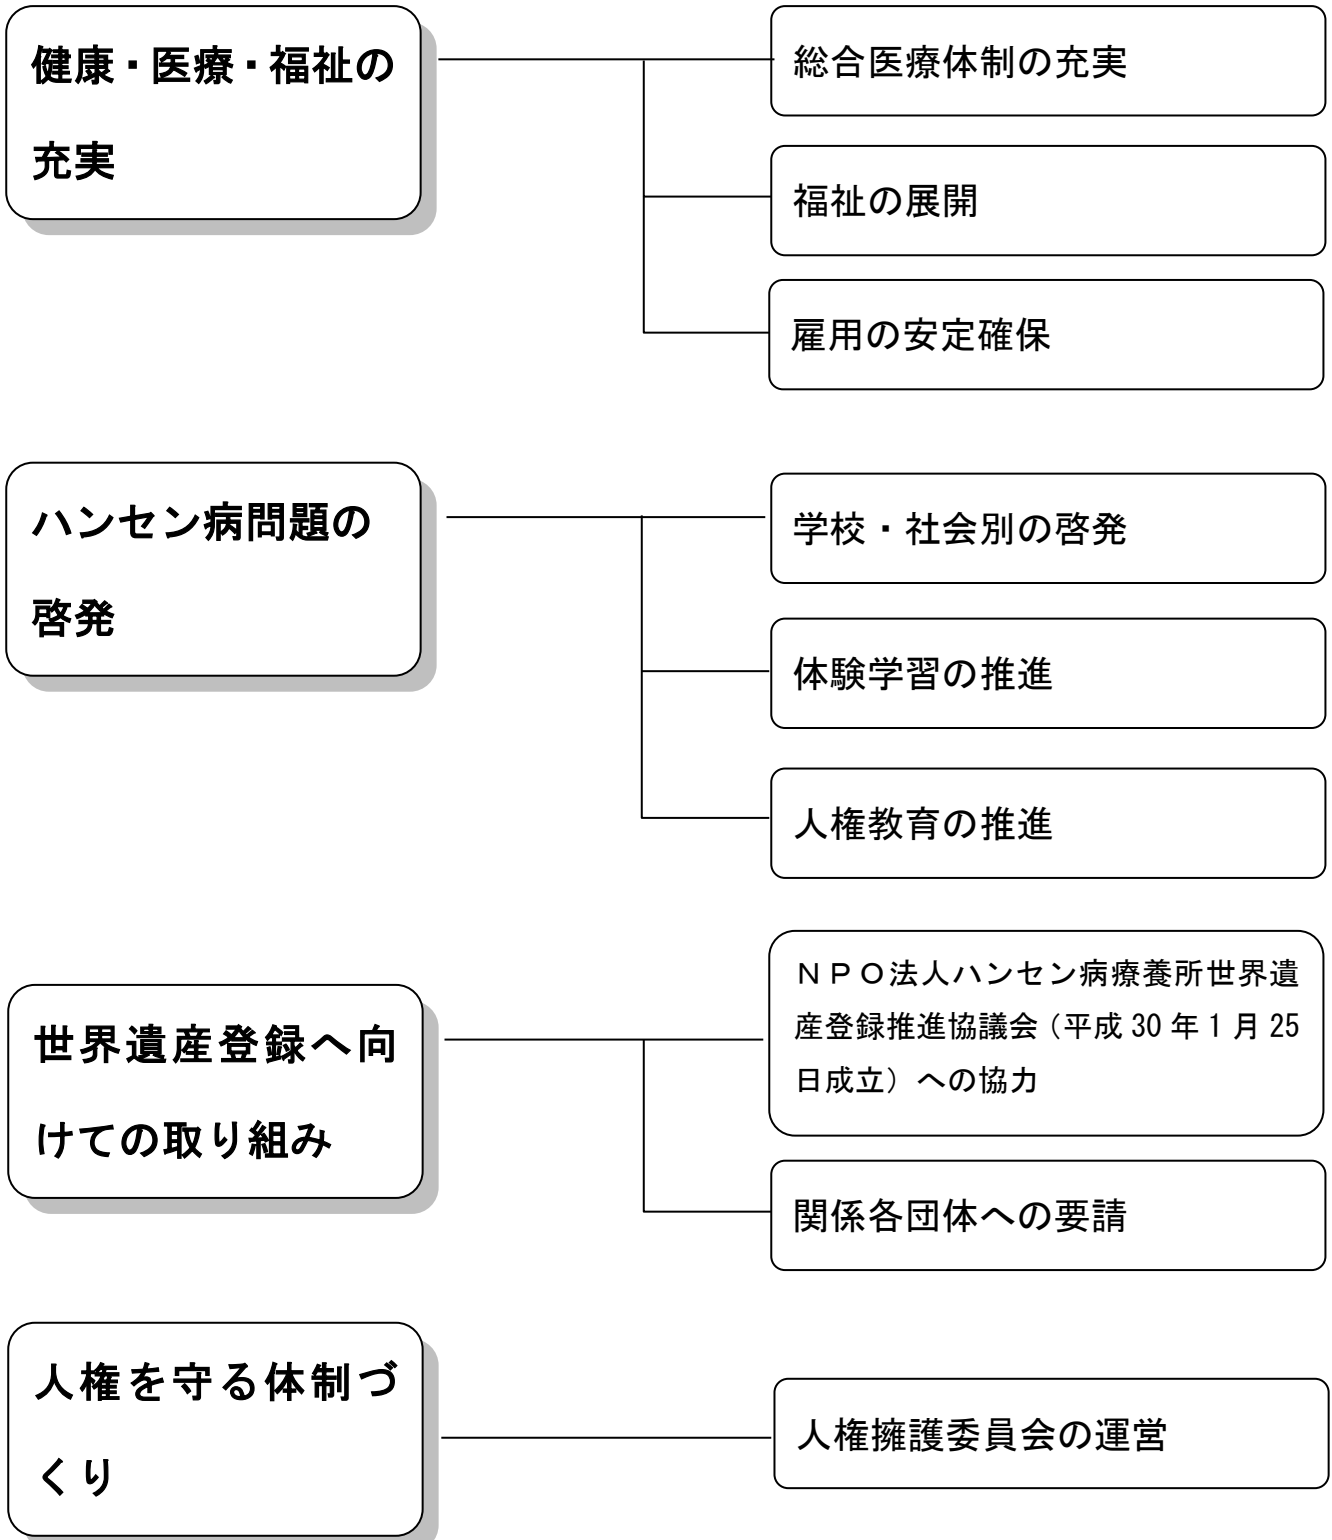 健康・医療・福祉の
充実
総合医療体制の充実
福祉の展開
雇用の安定確保
ハンセン病問題の
啓発
学校・社会別の啓発
体験学習の推進
人権教育の推進
世界遺産登録へ向
けての取り組み
ＮＰＯ法人ハンセン病療養所世界遺
産登録推進協議会（平成 30 年 1 月 25
日成立）への協力
関係各団体への要請
人権を守る体制づ
くり
人権擁護委員会の運営